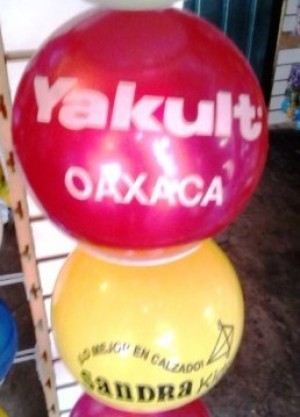 Yakult
OAXACA
¡LO MEJOR EN CALZADO!
SANDRA